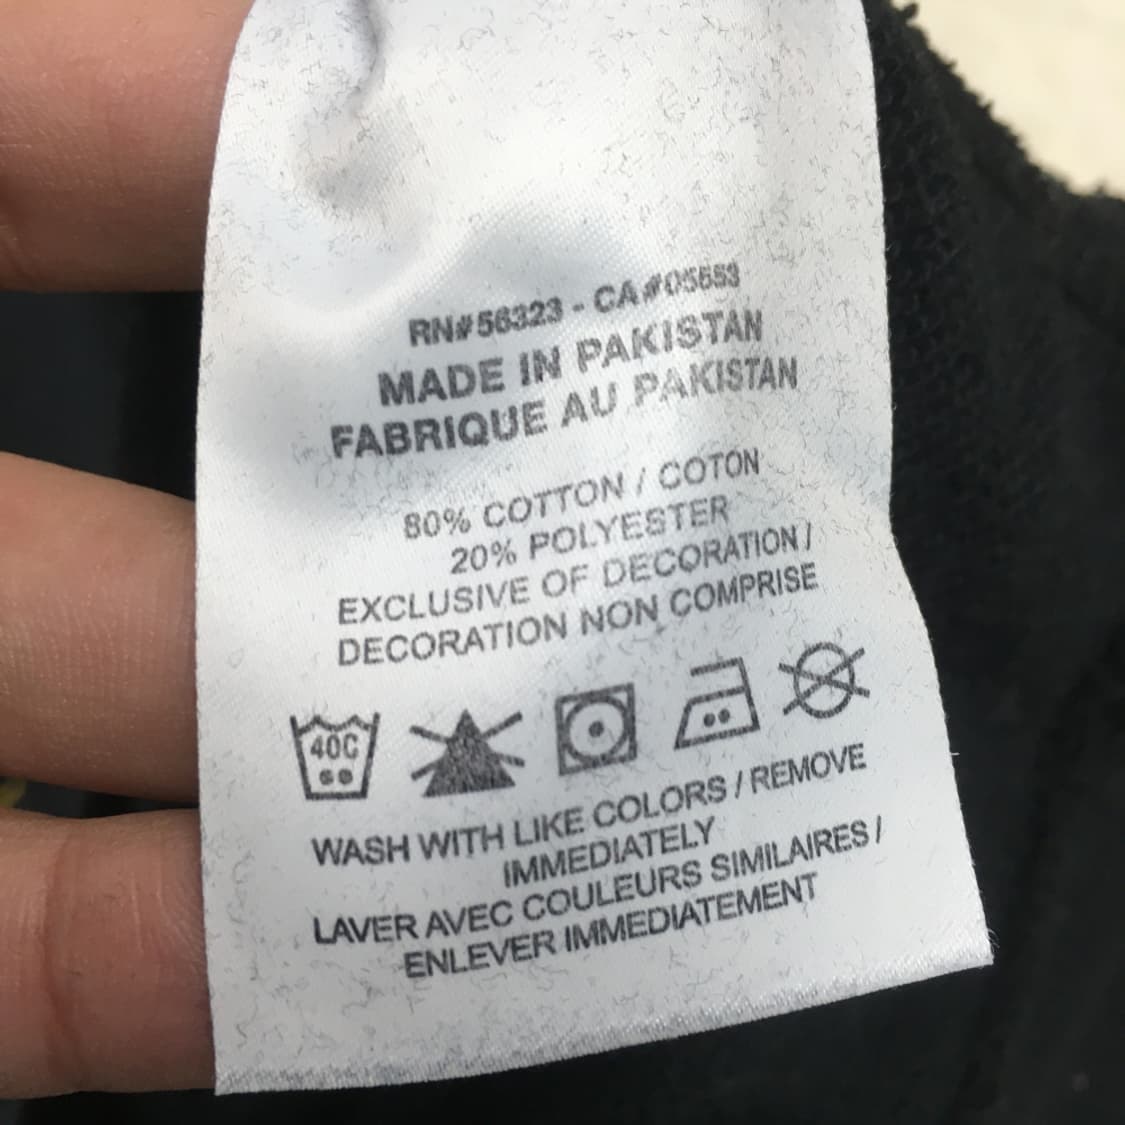 RN#56323 - CA#05653
MADE IN PAKISTAN
FABRIQUE AU PAKISTAN
80% COTTON / COTON
20% POLYESTER
EXCLUSIVE OF DECORATION /
DECORATION NON COMPRISE
40C
WASH WITH LIKE COLORS / REMOVE
IMMEDIATELY
LAVER AVEC COULEURS SIMILAIRES /
ENLEVER IMMEDIATEMENT